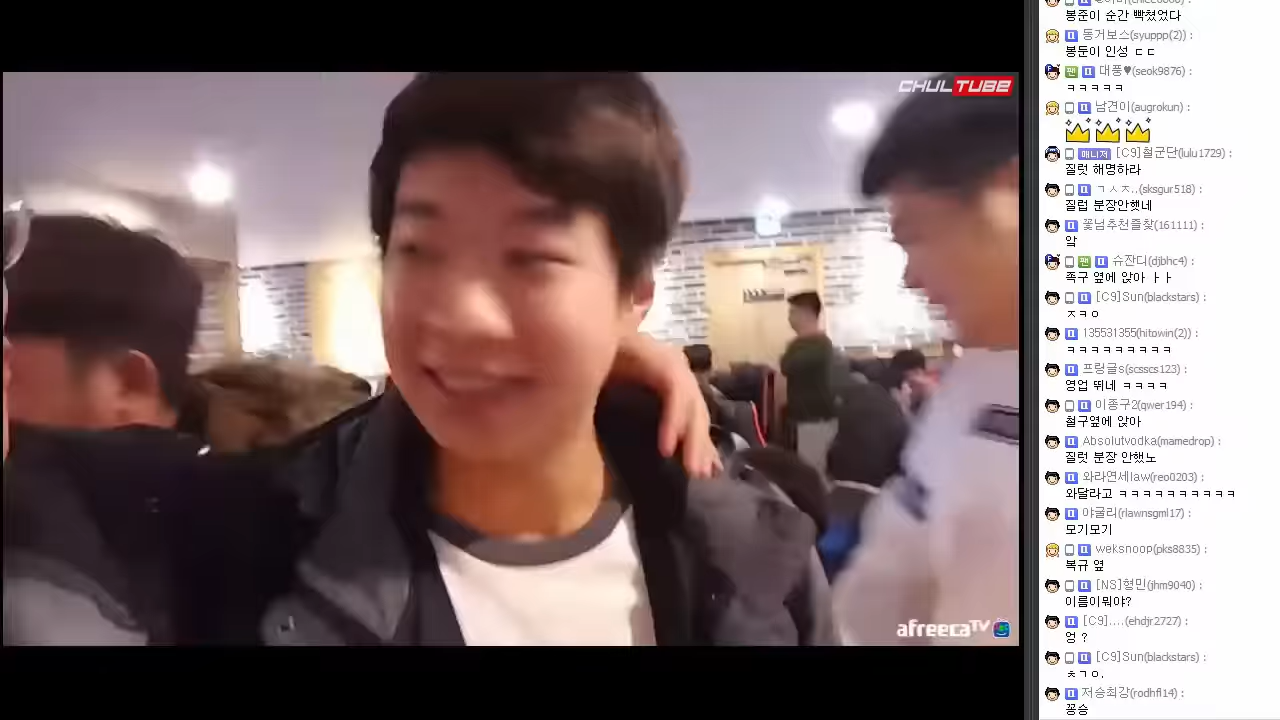 CHULTUBE
afreecaTV
봉준이 순간 빡쳤었다
동거보스(syuppp(2)) :
봉둔이 인성 ㄷㄷ
팬 대풍♥(seok9876) :
ㅋㅋㅋㅋㅋ
남견이(augrokun) :
매니저 [C9]철군단(lulu1729) :
질럿 해명하라
ㄱㅅㅈ..(sksgur518) :
질럽 분장안했네
꽃님추천즐찾(161111) :
악
팬 슈잔디(djbhc4) :
족구 옆에 앉아 ㅏㅏ
[C9]Sun(blackstars) :
ㅈㅋㅇ
135531355(hitowin(2)) :
ㅋㅋㅋㅋㅋㅋㅋㅋㅋ
프링글s(scsscs123) :
영업 뛰네 ㅋㅋㅋㅋ
이종구2(qwer194) :
철구옆에 앉아
Absolutvodka(mamedrop) :
질럿 분장 안했노
와라연세law(reo0203) :
와달라고 ㅋㅋㅋㅋㅋㅋㅋㅋㅋㅋ
야굴리(riawnsgml17) :
모기모기
weksnoop(pks8835) :
복규 옆
[NS]형민(jhm9040) :
이름이뭐야?
[C9]....(ehdjr2727) :
엉 ?
[C9]Sun(blackstars) :
ㅊㄱㅇ.
저승최강(rodhfl14) :
꽁승